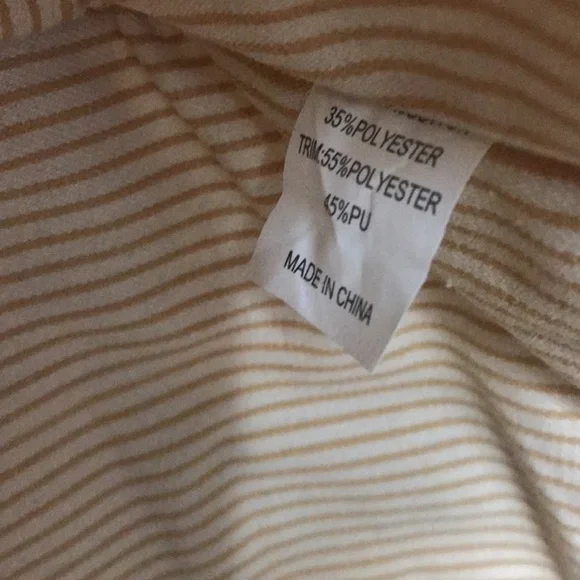 35%POLYESTER
TRIM:55%POLYESTER
45%PU
MADE IN CHINA